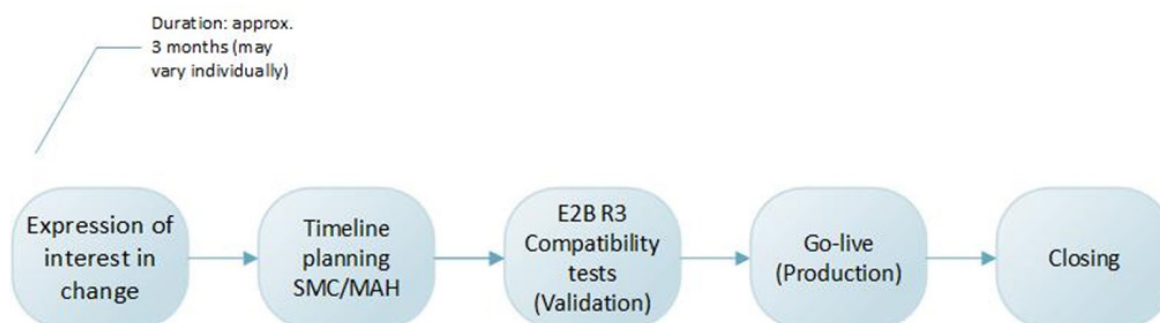 Duration: approx.
3 months (may
vary individually)
Expression of
interest in
change
Timeline
planning
SMC/MAH
E2B R3
Compatibility
tests
(Validation)
Go-live
(Production)
Closing